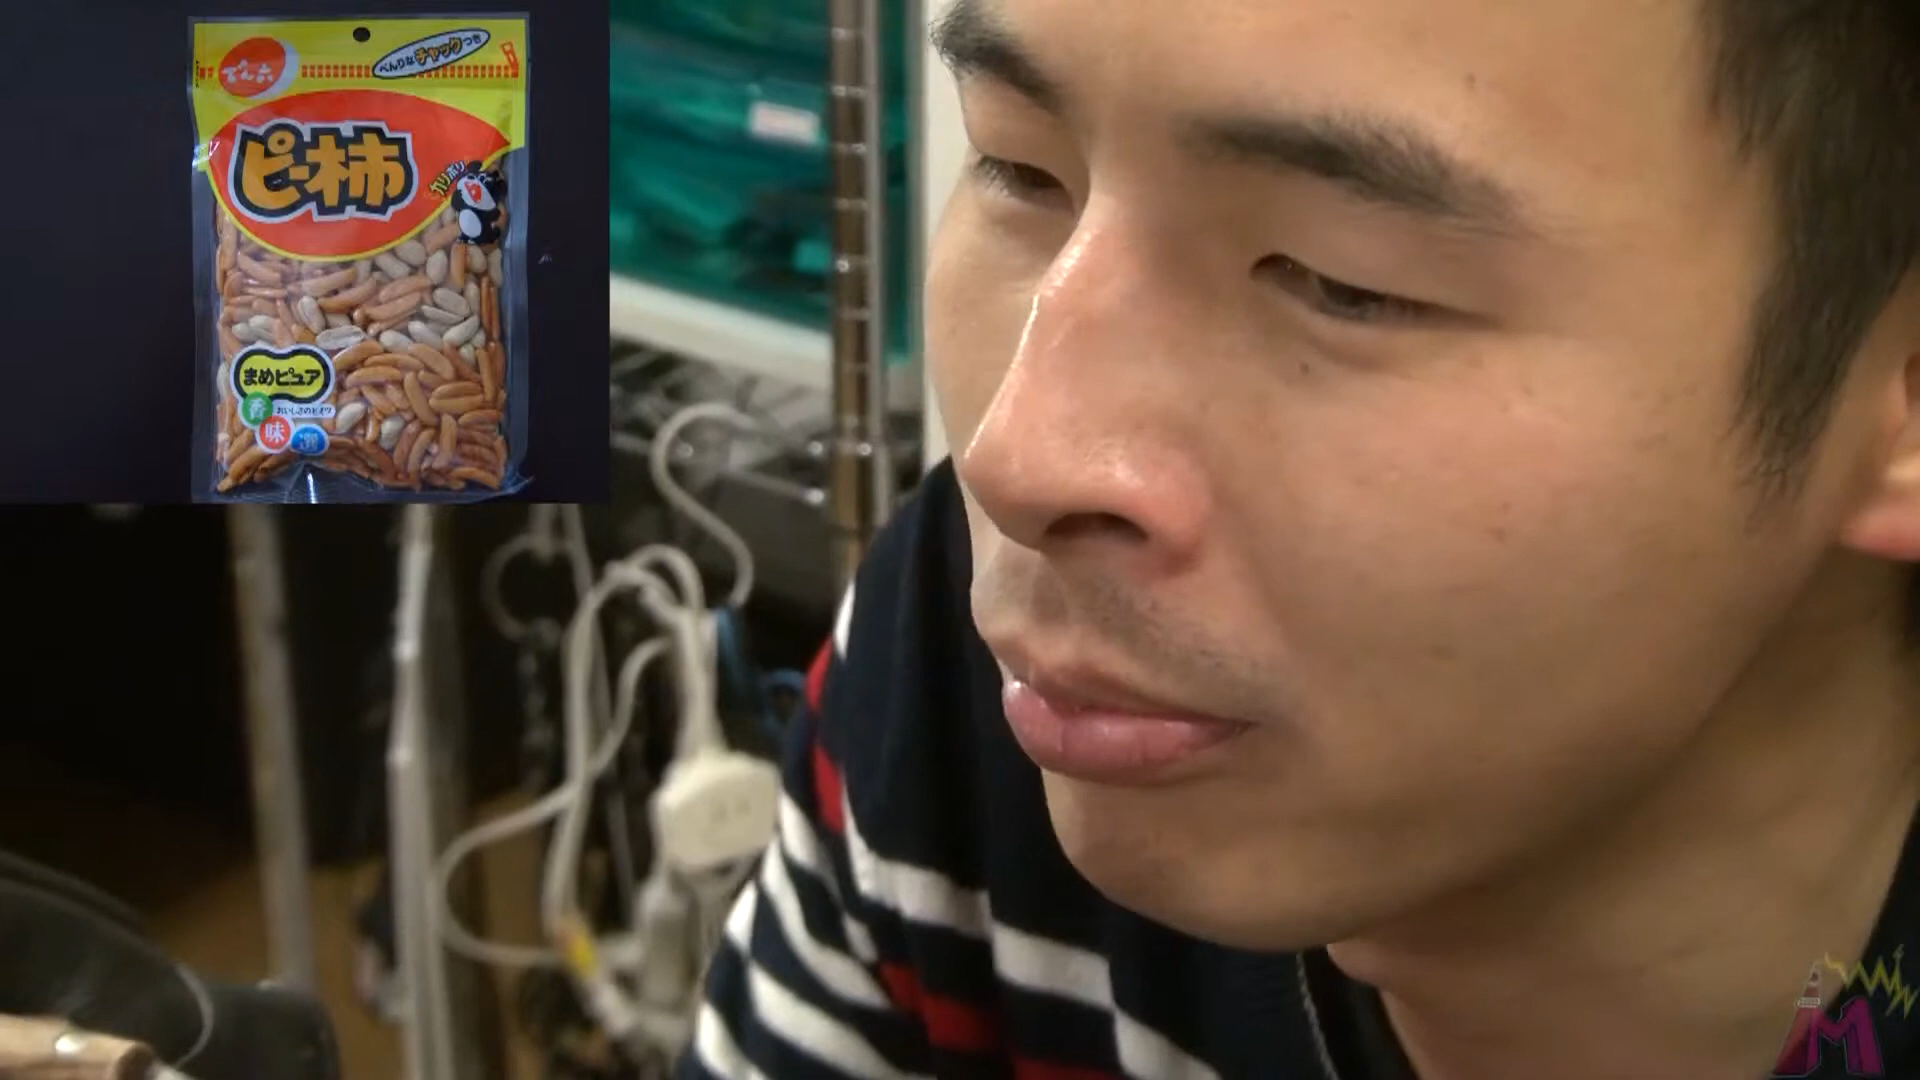 でん六
べんりなチャックつき
ピー柿
カリポリ
まめピュア
香
おいしさのヒミツ
味
選
M